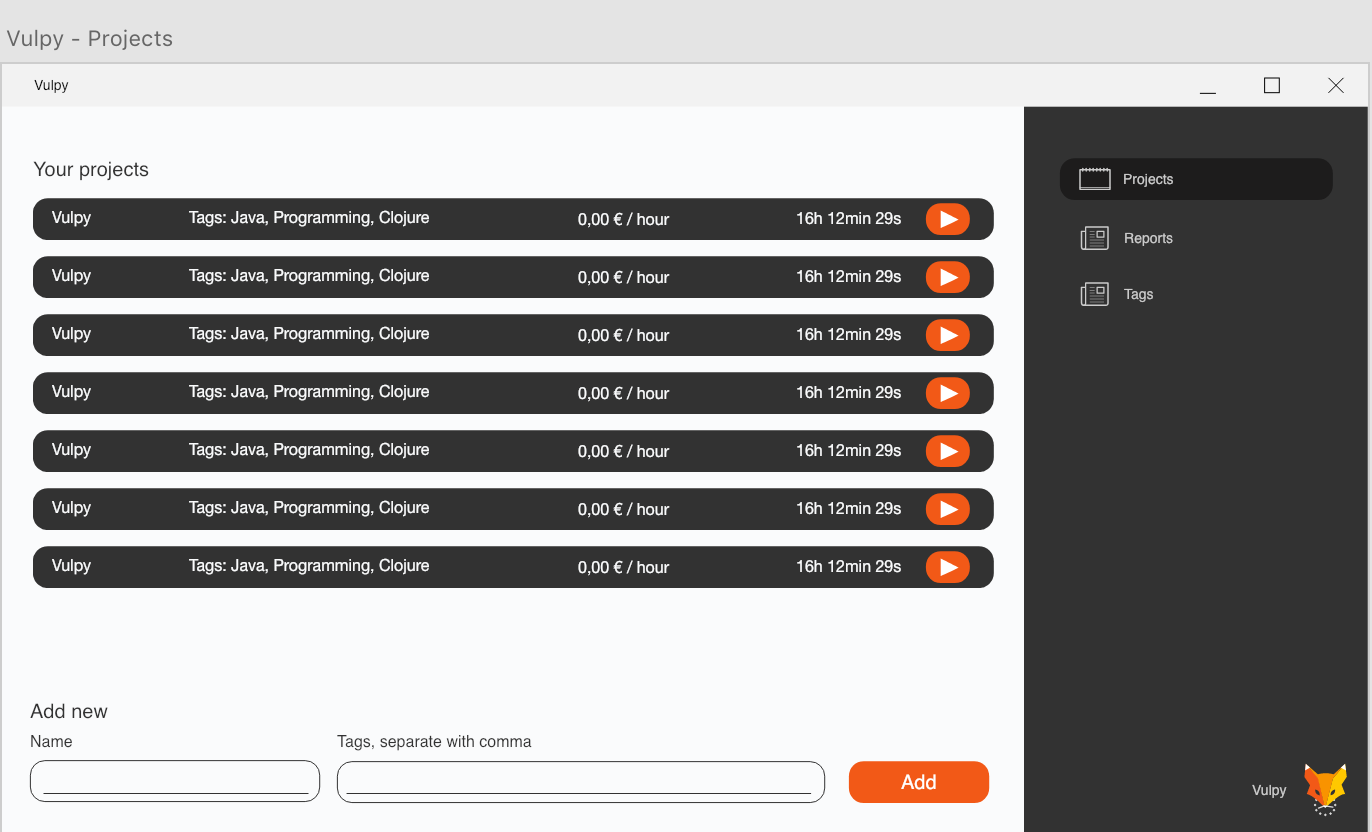 Vulpy - Projects
Vulpy
Your projects
Vulpy Tags: Java, Programming, Clojure 0,00 € / hour 16h 12min 29s
Vulpy Tags: Java, Programming, Clojure 0,00 € / hour 16h 12min 29s
Vulpy Tags: Java, Programming, Clojure 0,00 € / hour 16h 12min 29s
Vulpy Tags: Java, Programming, Clojure 0,00 € / hour 16h 12min 29s
Vulpy Tags: Java, Programming, Clojure 0,00 € / hour 16h 12min 29s
Vulpy Tags: Java, Programming, Clojure 0,00 € / hour 16h 12min 29s
Vulpy Tags: Java, Programming, Clojure 0,00 € / hour 16h 12min 29s
Add new
Name Tags, separate with comma
Add
Projects
Reports
Tags
Vulpy